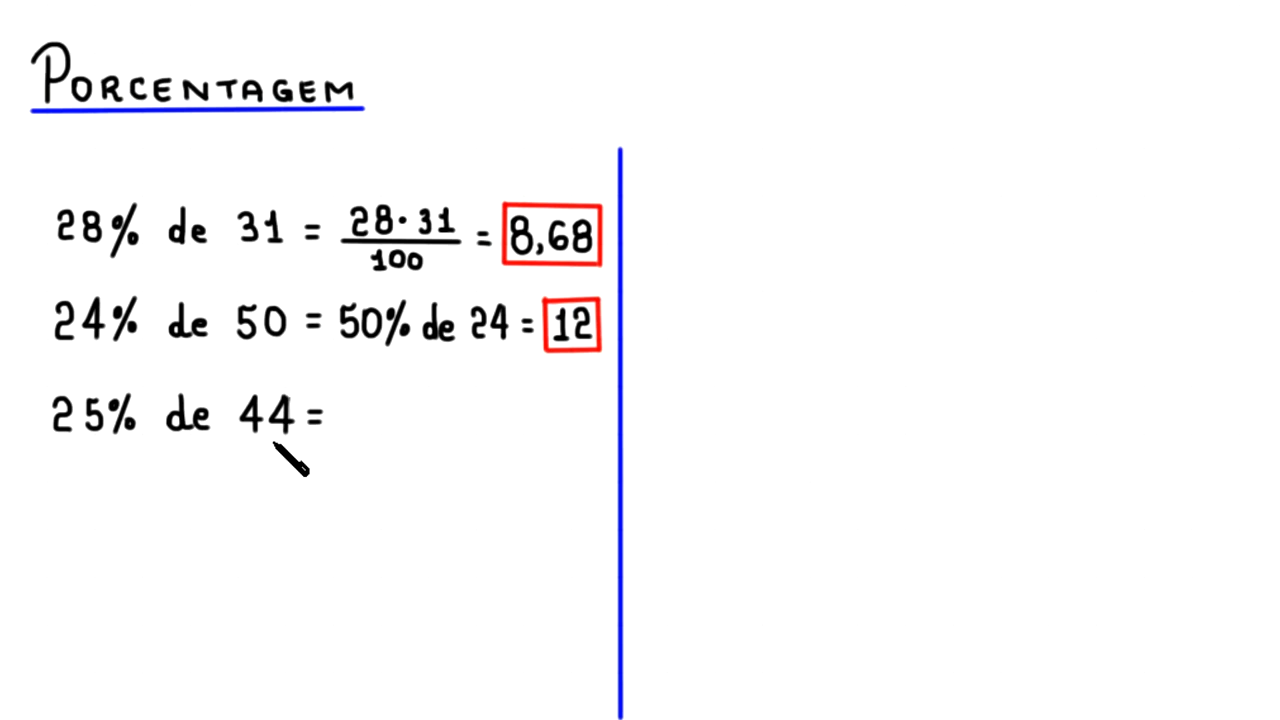 PORCENTAGEM
28% de 31 = 28·31/100 = 8,68
24% de 50 = 50% de 24 = 12
25% de 44 =